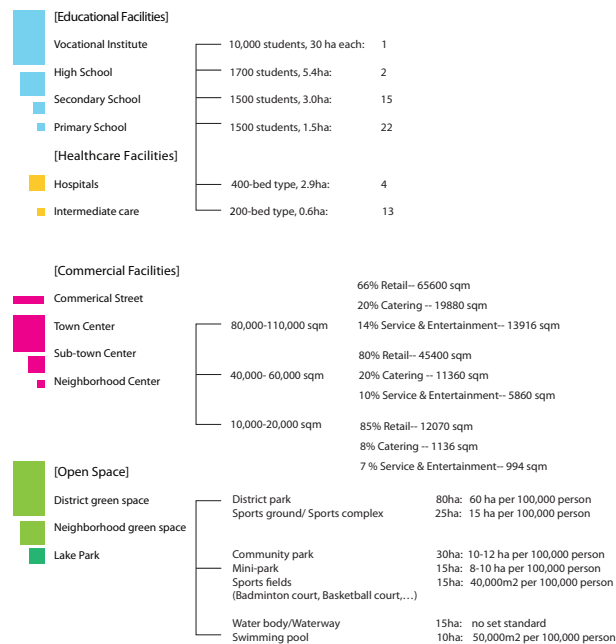 [Educational Facilities]
Vocational Institute 10,000 students, 30 ha each: 1
High School 1700 students, 5.4ha: 2
Secondary School 1500 students, 3.0ha: 15
Primary School 1500 students, 1.5ha: 22
[Healthcare Facilities]
Hospitals 400-bed type, 2.9ha: 4
Intermediate care 200-bed type, 0.6ha: 13
[Commercial Facilities]
66% Retail-- 65600 sqm
Commerical Street
20% Catering -- 19880 sqm
Town Center 80,000-110,000 sqm 14% Service & Entertainment-- 13916 sqm
Sub-town Center 80% Retail-- 45400 sqm
40,000- 60,000 sqm 20% Catering -- 11360 sqm
Neighborhood Center
10% Service & Entertainment-- 5860 sqm
10,000-20,000 sqm 85% Retail-- 12070 sqm
8% Catering -- 1136 sqm
7 % Service & Entertainment-- 994 sqm
[Open Space]
District green space District park 80ha: 60 ha per 100,000 person
Sports ground/ Sports complex 25ha: 15 ha per 100,000 person
Neighborhood green space
Lake Park Community park 30ha: 10-12 ha per 100,000 person
Mini-park 15ha: 8-10 ha per 100,000 person
Sports fields 15ha: 40,000m2 per 100,000 person
(Badminton court, Basketball court,…)
Water body/Waterway 15ha: no set standard
Swimming pool 10ha: 50,000m2 per 100,000 person